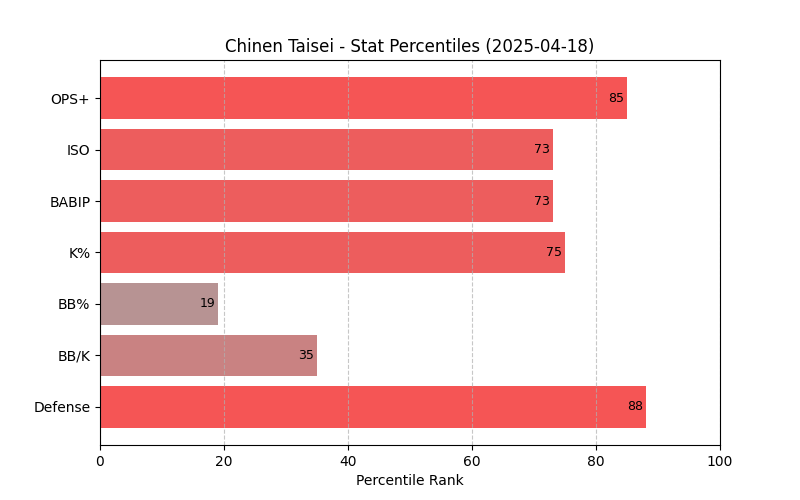 Chinen Taisei - Stat Percentiles (2025-04-18)
OPS+ 85
ISO 73
BABIP 73
K% 75
BB% 19
BB/K 35
Defense 88
0 20 40 60 80 100
Percentile Rank